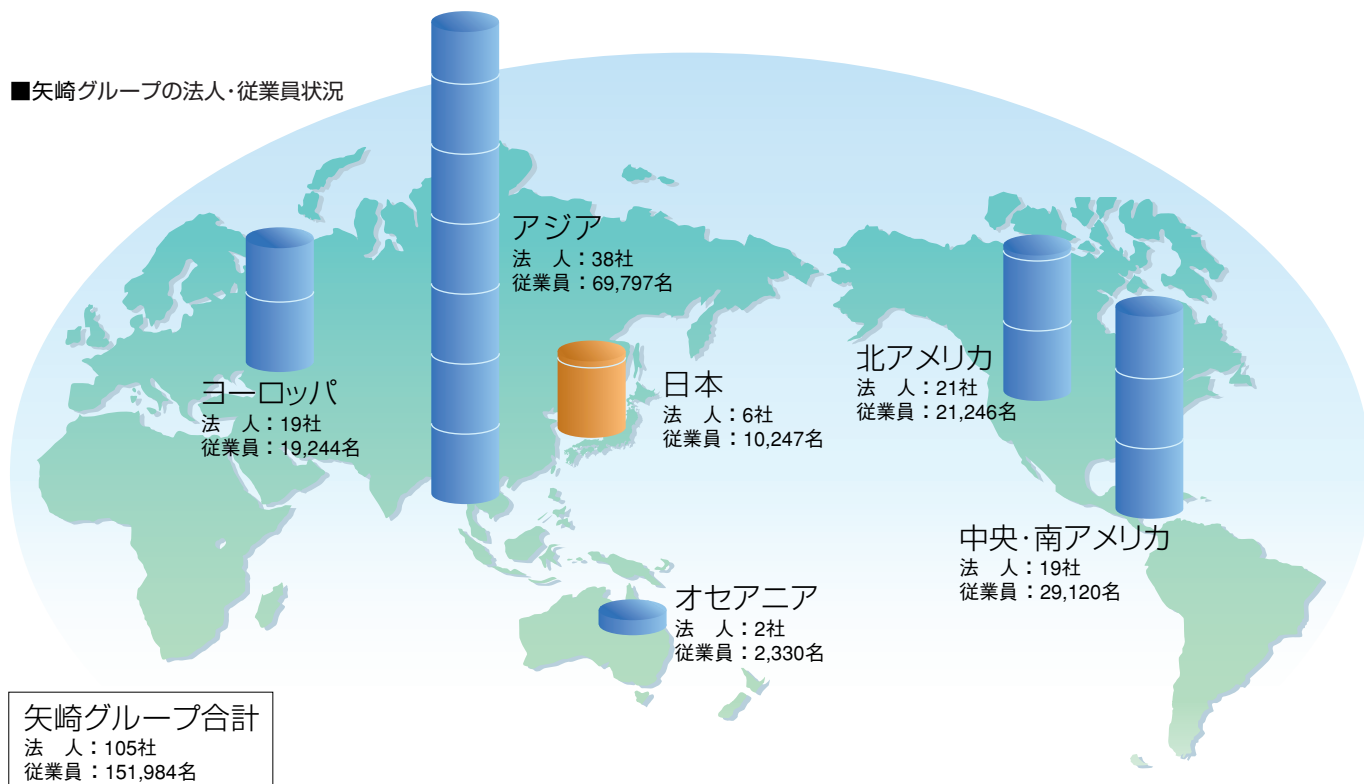 ■矢崎グループの法人･従業員状況
アジア
法　人：38社
従業員：69,797名
ヨーロッパ
法　人：19社
従業員：19,244名
日本
法　人：6社
従業員：10,247名
北アメリカ
法　人：21社
従業員：21,246名
中央･南アメリカ
法　人：19社
従業員：29,120名
オセアニア
法　人：2社
従業員：2,330名
矢崎グループ合計
法　人：105社
従業員：151,984名